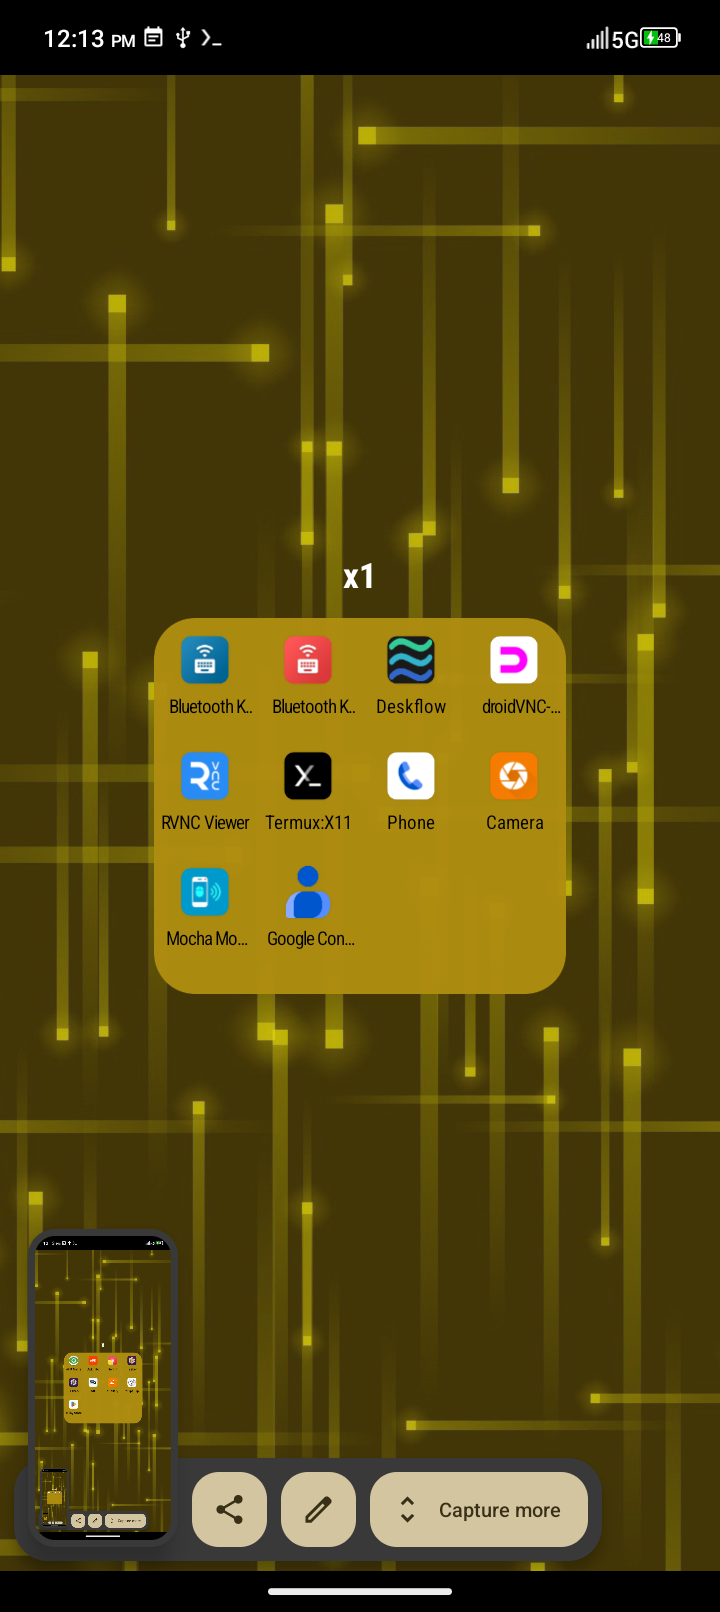 12:13 PM
5G 48
x1
Bluetooth K.. Bluetooth K.. Deskflow droidVNC-...
RVNC Viewer Termux:X11 Phone Camera
Mocha Mo... Google Con...
Capture more